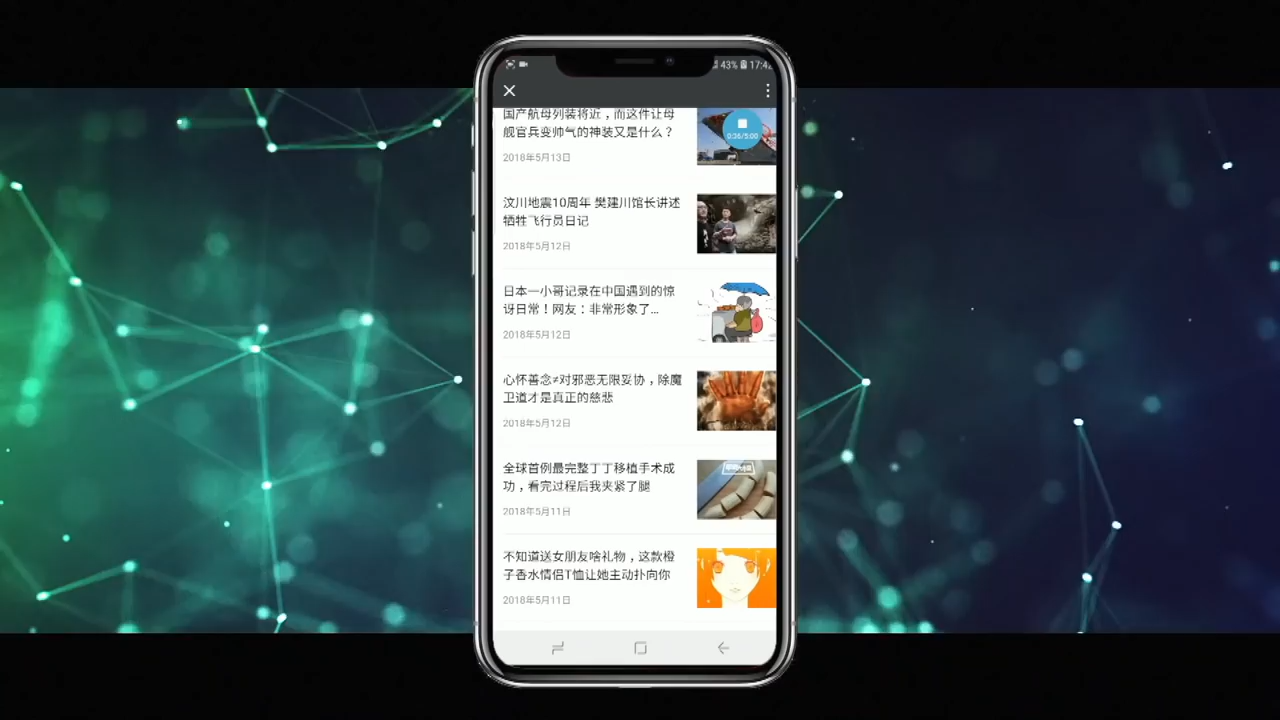 43% 17:42
国产航母列装将近，而这件让母
舰官兵变帅气的神装又是什么？
2018年5月13日
0:36/5:00
汶川地震10周年 樊建川馆长讲述
牺牲飞行员日记
2018年5月12日
日本一小哥记录在中国遇到的惊
讶日常！网友：非常形象了...
2018年5月12日
心怀善念≠对邪恶无限妥协，除魔
卫道才是真正的慈悲
2018年5月12日
全球首例最完整丁丁移植手术成
功，看完过程后我夹紧了腿
2018年5月11日
不知道送女朋友啥礼物，这款橙
子香水情侣T恤让她主动扑向你
2018年5月11日